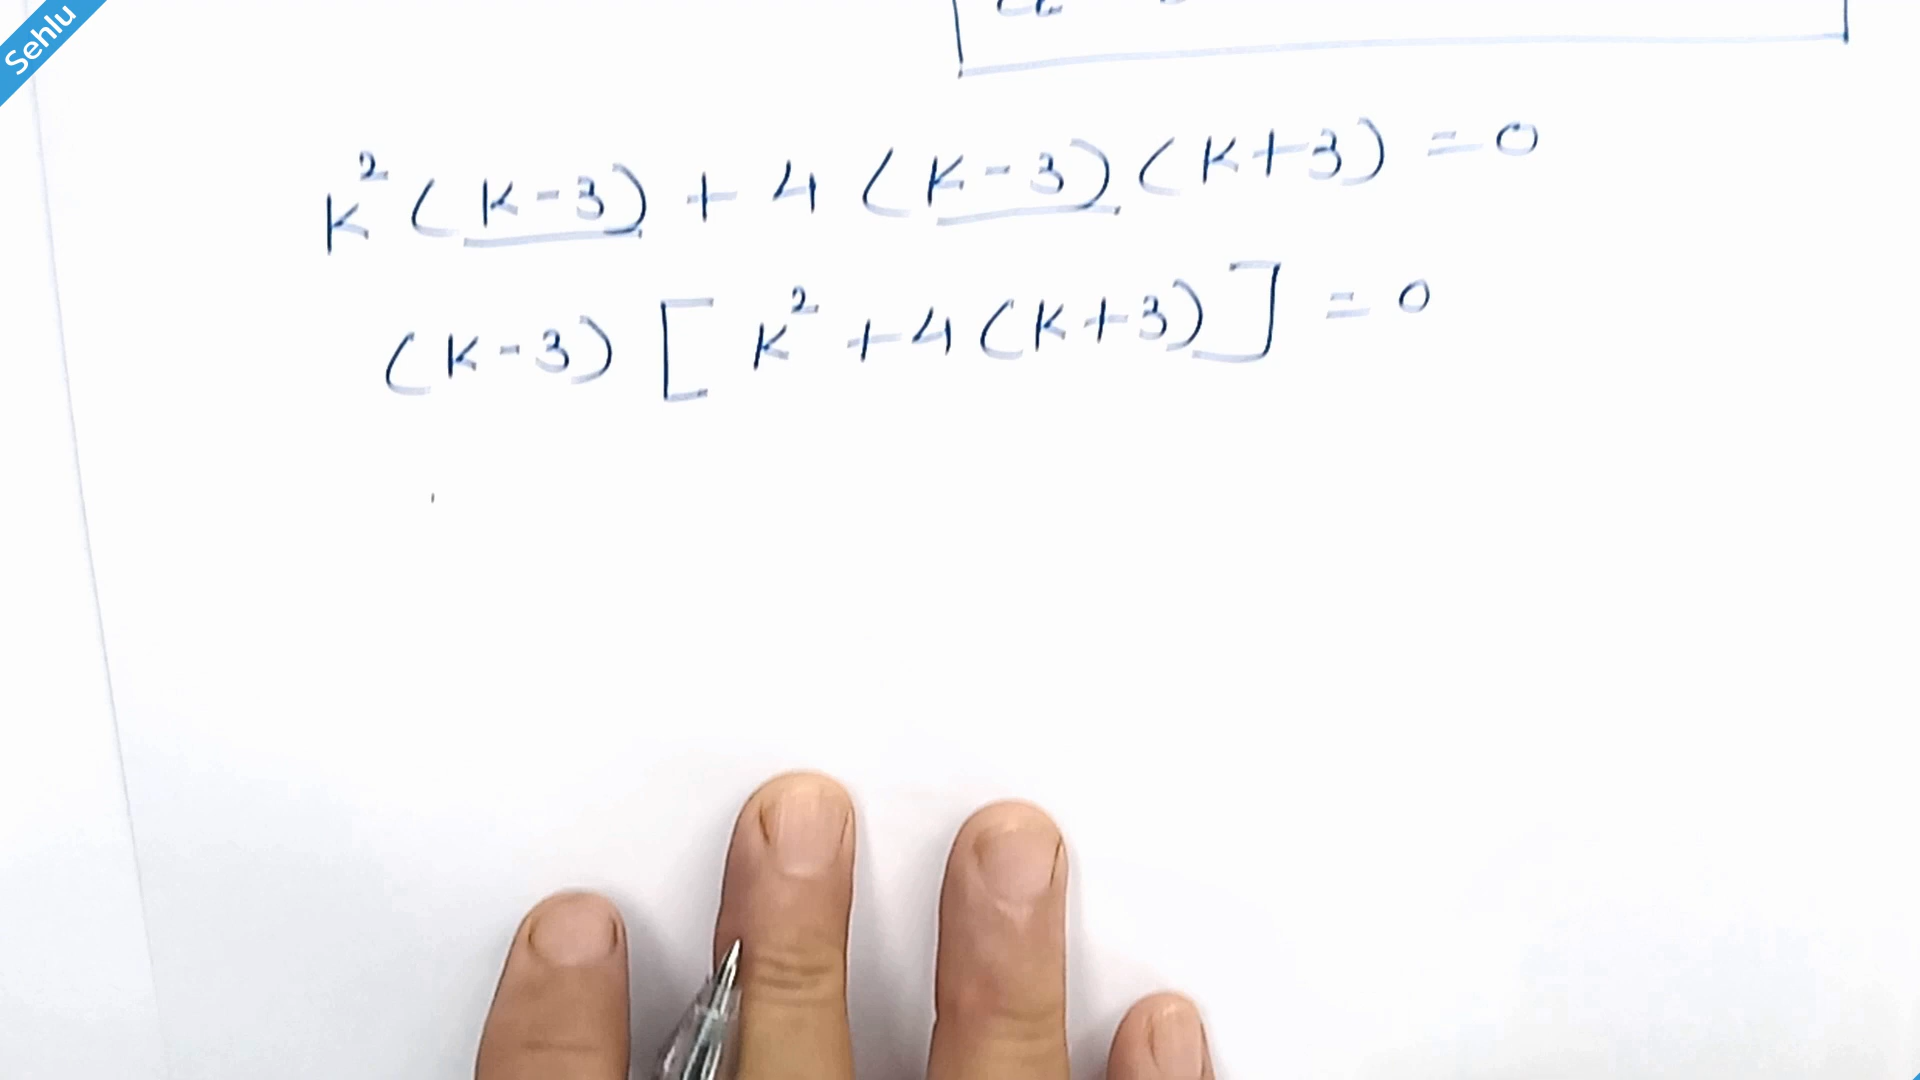 Sehlu
k²(k-3) + 4(k-3)(k+3) = 0
(k-3)[k² + 4(k+3)] = 0